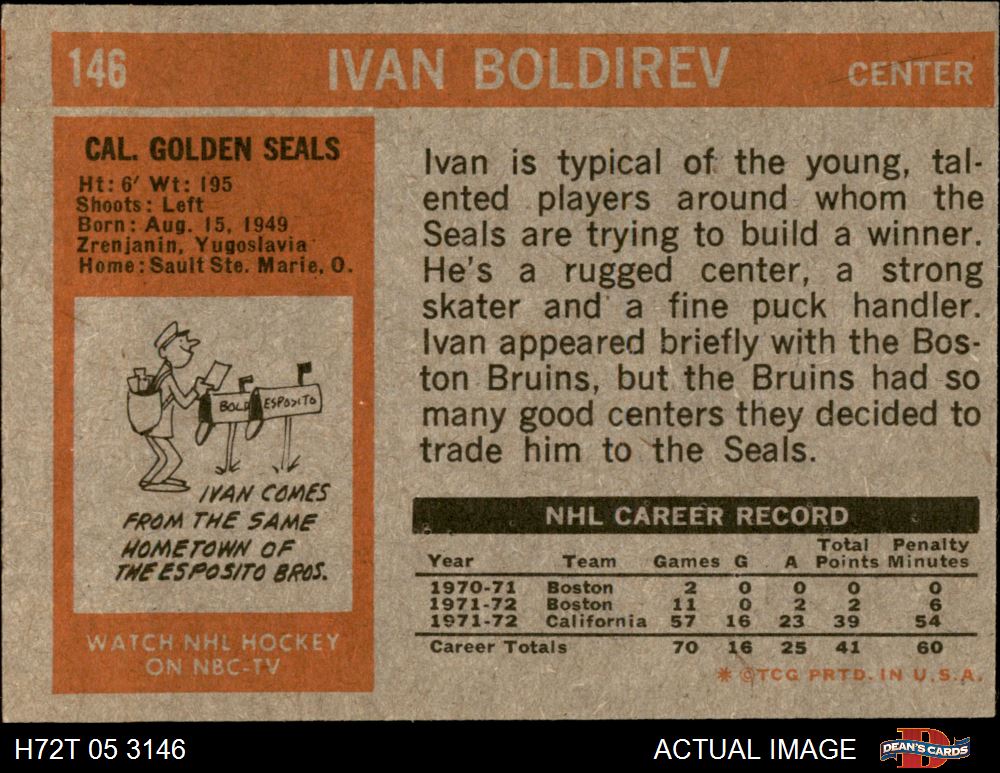 146 IVAN BOLDIREV CENTER
CAL. GOLDEN SEALS
Ht: 6' Wt: 195
Shoots: Left
Born: Aug. 15, 1949
Zrenjanin, Yugoslavia
Home: Sault Ste. Marie, O.
BOLD ESPOSITO
IVAN COMES
FROM THE SAME
HOMETOWN OF
THE ESPOSITO BROS.
WATCH NHL HOCKEY
ON NBC-TV
Ivan is typical of the young, tal-
ented players around whom the
Seals are trying to build a winner.
He's a rugged center, a strong
skater and a fine puck handler.
Ivan appeared briefly with the Bos-
ton Bruins, but the Bruins had so
many good centers they decided to
trade him to the Seals.
NHL CAREER RECORD
Year Team Games G A Total Points Penalty Minutes
1970-71 Boston 2 0 0 0 0
1971-72 Boston 11 0 2 2 6
1971-72 California 57 16 23 39 54
Career Totals 70 16 25 41 60
* ©TCG PRTD. IN U.S.A.
H72T 05 3146 ACTUAL IMAGE DEAN'S CARDS